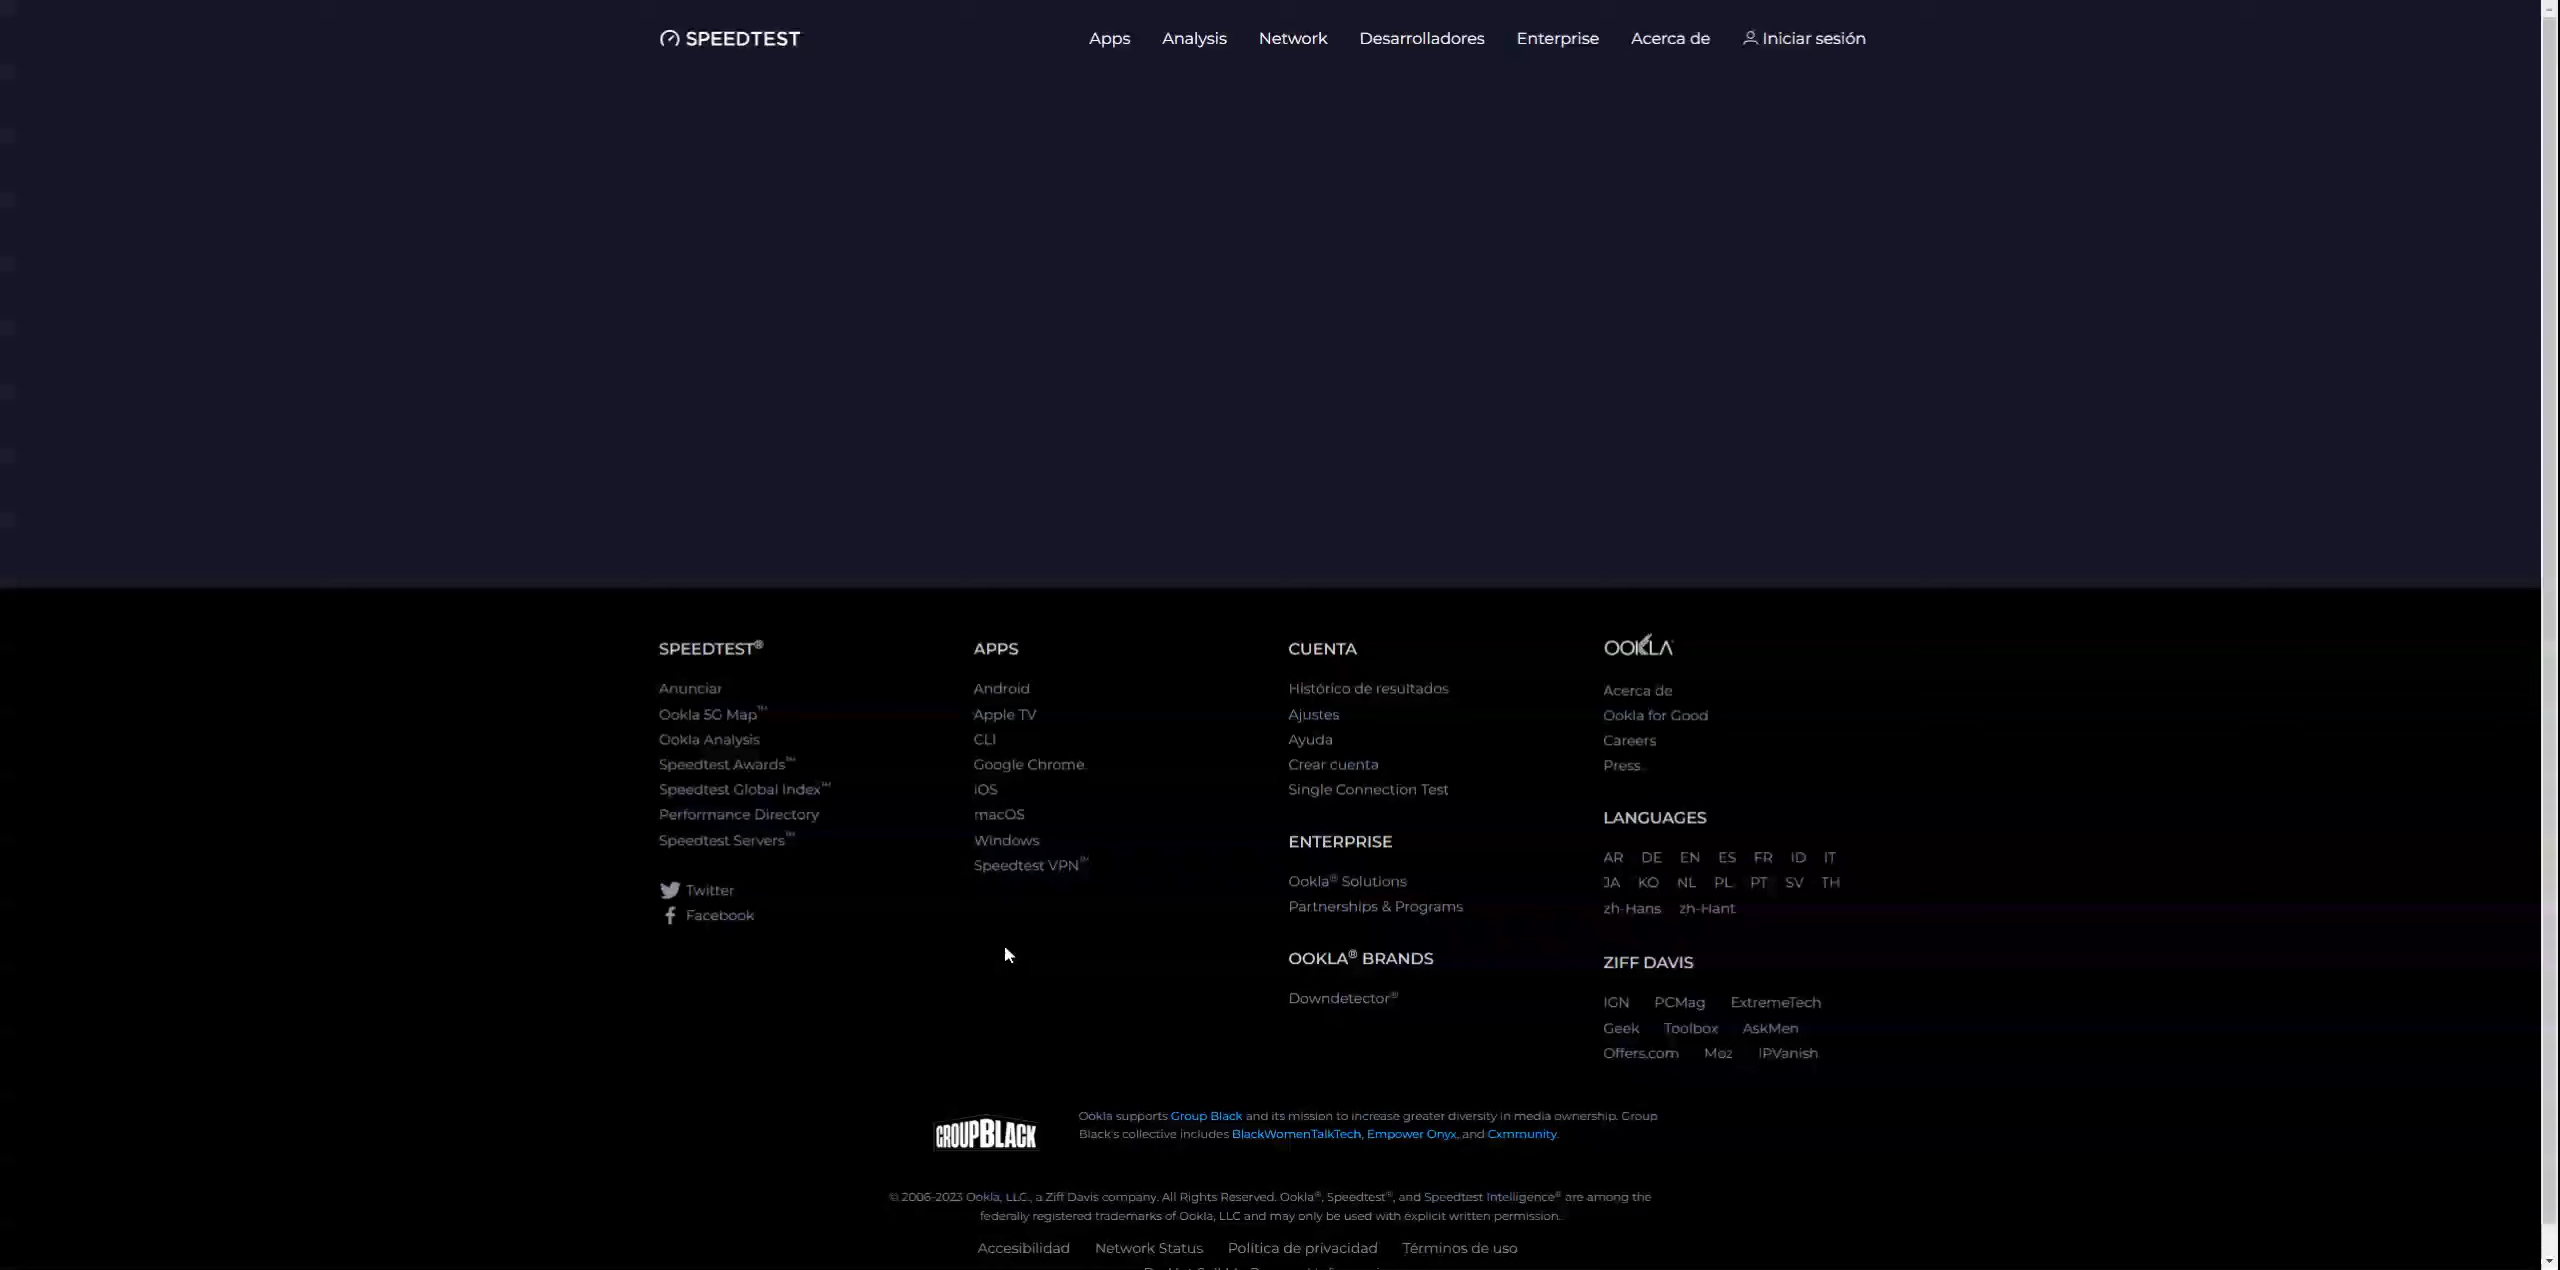 SPEEDTEST
Apps Analysis Network Desarrolladores Enterprise Acerca de Iniciar sesión
SPEEDTEST®
Anunciar
Ookla 5G Map™
Ookla Analysis
Speedtest Awards™
Speedtest Global Index™
Performance Directory
Speedtest Servers™
Twitter
Facebook
APPS
Android
Apple TV
CLI
Google Chrome
iOS
macOS
Windows
Speedtest VPN™
CUENTA
Histórico de resultados
Ajustes
Ayuda
Crear cuenta
Single Connection Test
ENTERPRISE
Ookla® Solutions
Partnerships & Programs
OOKLA® BRANDS
Downdetector®
OOKLA
Acerca de
Ookla for Good
Careers
Press
LANGUAGES
AR DE EN ES FR ID IT
JA KO NL PL PT SV TH
zh-Hans zh-Hant
ZIFF DAVIS
IGN PCMag ExtremeTech
Geek Toolbox AskMen
Offers.com Moz IPVanish
GROUPBLACK
Ookla supports Group Black and its mission to increase greater diversity in media ownership. Group
Black's collective includes BlackWomenTalkTech, Empower Onyx, and Cxmmunity.
© 2006-2023 Ookla, LLC., a Ziff Davis company. All Rights Reserved. Ookla®, Speedtest®, and Speedtest Intelligence® are among the
federally registered trademarks of Ookla, LLC and may only be used with explicit written permission.
Accesibilidad Network Status Política de privacidad Términos de uso